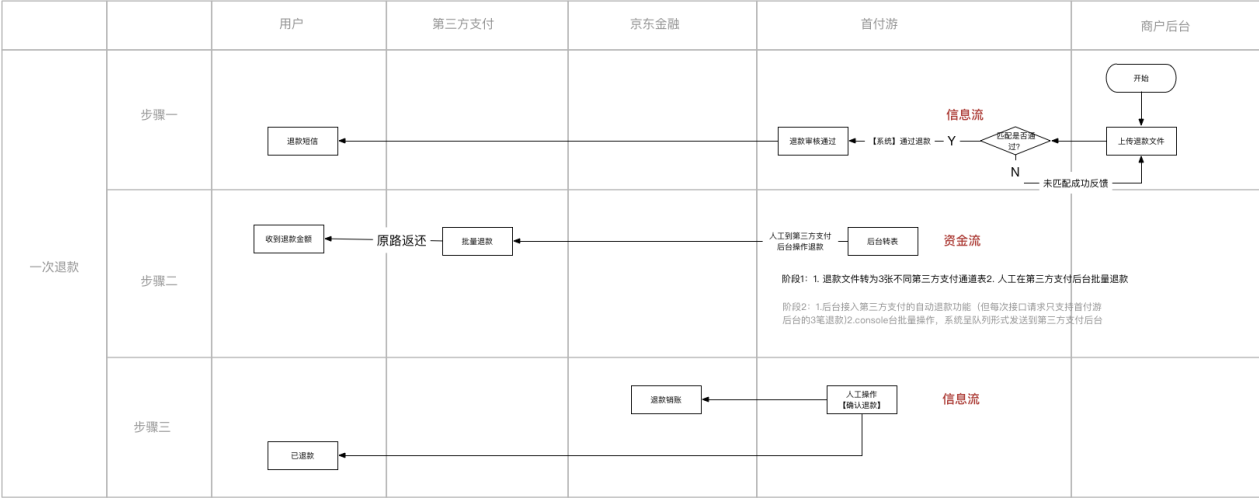 用户
第三方支付
京东金融
首付游
商户后台
开始
步骤一
信息流
退款短信
退款审核通过
【系统】通过退款
Y
匹配是否通
过?
上传退款文件
N
未匹配成功反馈
一次退款
步骤二
收到退款金额
原路返还
批量退款
人工到第三方支付
后台操作退款
后台转表
资金流
阶段1：1. 退款文件转为3张不同第三方支付通道表2. 人工在第三方支付后台批量退款
阶段2：1.后台接入第三方支付的自动退款功能（但每次接口请求只支持首付游
后台的3笔退款)2.console台批量操作，系统呈队列形式发送到第三方支付后台
步骤三
退款销账
人工操作
【确认退款】
信息流
已退款